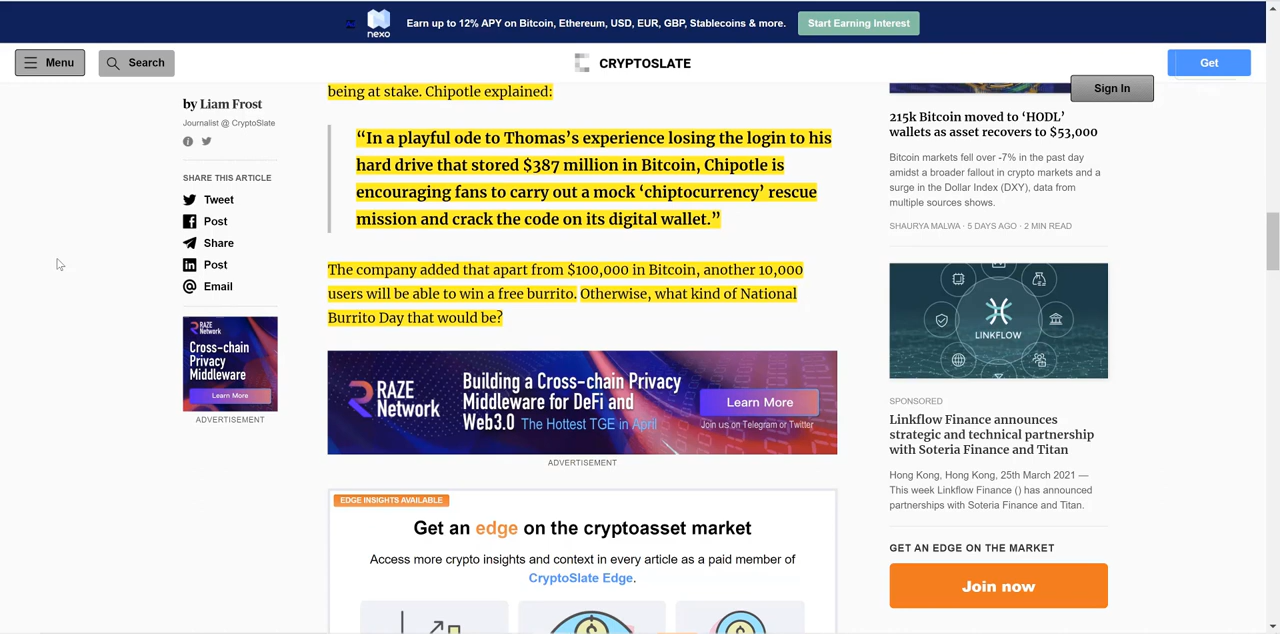 nexo
Earn up to 12% APY on Bitcoin, Ethereum, USD, EUR, GBP, Stablecoins & more.
Start Earning Interest
Menu
Search
CRYPTOSLATE
Get
Sign In
by Liam Frost
Journalist @ CryptoSlate
SHARE THIS ARTICLE
Tweet
Post
Share
Post
Email
RAZE
Network
Cross-chain
Privacy
Middleware
Learn More
ADVERTISEMENT
being at stake. Chipotle explained:
“In a playful ode to Thomas’s experience losing the login to his
hard drive that stored $387 million in Bitcoin, Chipotle is
encouraging fans to carry out a mock ‘chiptocurrency’ rescue
mission and crack the code on its digital wallet.”
The company added that apart from $100,000 in Bitcoin, another 10,000
users will be able to win a free burrito. Otherwise, what kind of National
Burrito Day that would be?
RAZE
NETWORK
Building a Cross-chain Privacy
Middleware for DeFi and
Web3.0 The Hottest TGE in April
Learn More
Join us on Telegram or Twitter
ADVERTISEMENT
EDGE INSIGHTS AVAILABLE
Get an edge on the cryptoasset market
Access more crypto insights and context in every article as a paid member of
CryptoSlate Edge.
215k Bitcoin moved to ‘HODL’
wallets as asset recovers to $53,000
Bitcoin markets fell over -7% in the past day
amidst a broader fallout in crypto markets and a
surge in the Dollar Index (DXY), data from
multiple sources shows.
SHAURYA MALWA · 5 DAYS AGO · 2 MIN READ
LINKFLOW
SPONSORED
Linkflow Finance announces
strategic and technical partnership
with Soteria Finance and Titan
Hong Kong, Hong Kong, 25th March 2021 —
This week Linkflow Finance () has announced
partnerships with Soteria Finance and Titan.
GET AN EDGE ON THE MARKET
Join now